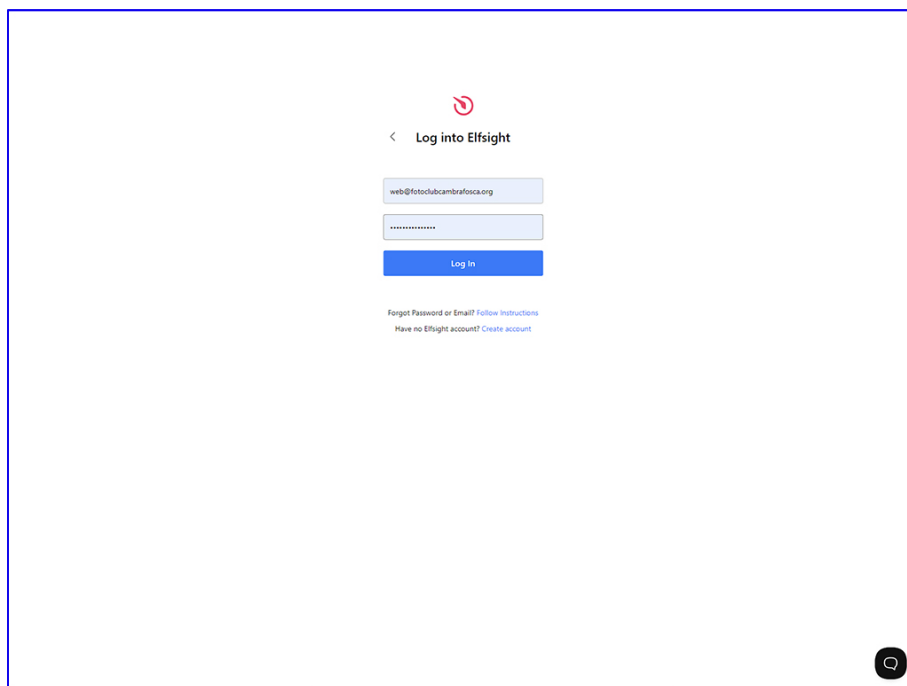 Log into Elfsight
web@fotoclubcambrafosca.org
•••••••••••••••
Log In
Forgot Password or Email? Follow Instructions
Have no Elfsight account? Create account